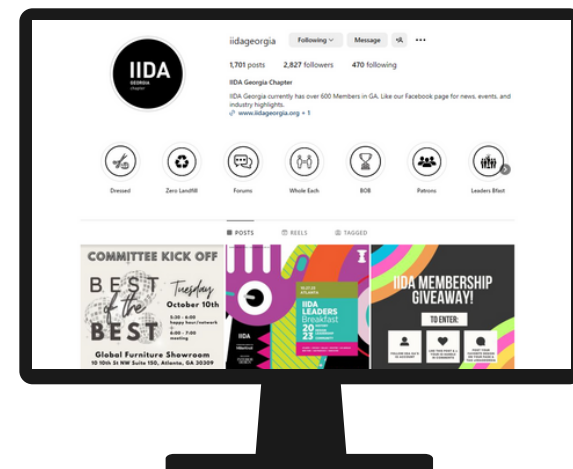 iidageorgia Following Message
1,701 posts 2,827 followers 470 following
IIDA Georgia Chapter
IIDA Georgia currently has over 600 Members in GA. Like our Facebook page for news, events, and
industry highlights.
www.iidageorgia.org + 1
IIDA
GEORGIA
chapter
Dressed Zero Landfill Forums Whole Each BOB Patrons Leaders Bfast
POSTS REELS TAGGED
COMMITTEE KICK OFF
BEST
of the
BEST
Tuesday
October 10th
5:30 - 6:00
happy hour/network
6:00 - 7:00
meeting
Global Furniture Showroom
10 10th St NW Suite 150, Atlanta, GA 30309
ATLANTA
IIDA
LEADERS
Breakfast
20
23
IIDA
IIDA MEMBERSHIP
GIVEAWAY!
TO ENTER: